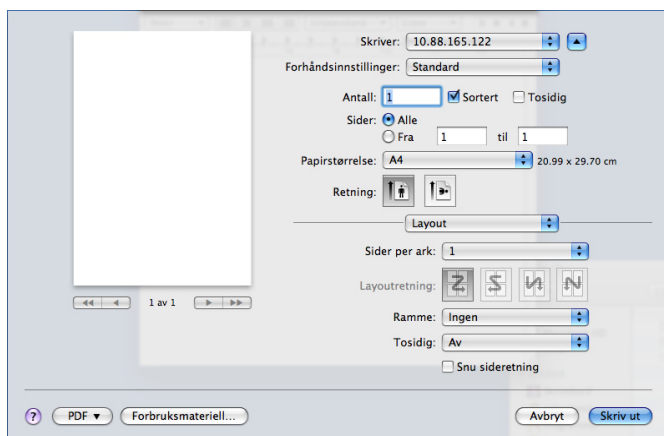 Skriver: 10.88.165.122
Forhåndsinnstillinger: Standard
Antall: 1 Sortert Tosidig
Sider: Alle
Fra 1 til 1
Papirstørrelse: A4 20.99 x 29.70 cm
Retning:
Layout
Sider per ark: 1
Layoutretning:
1 av 1
Ramme: Ingen
Tosidig: Av
Snu sideretning
? PDF Forbruksmateriell... Avbryt Skriv ut